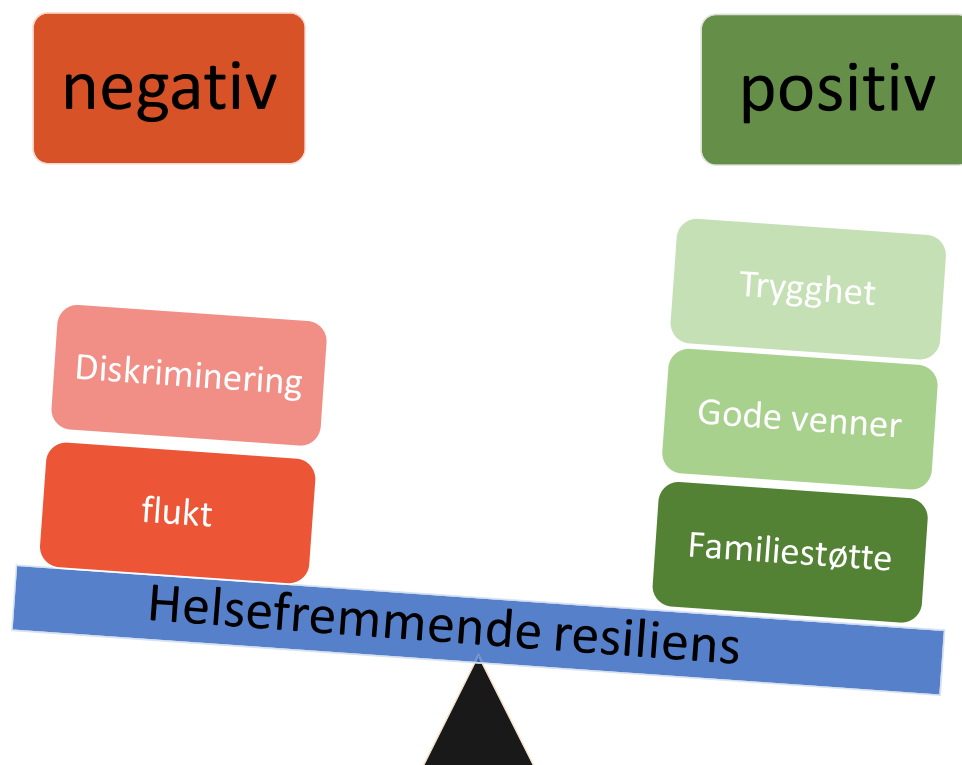 negativ
positiv
Trygghet
Diskriminering
Gode venner
flukt
Familiestøtte
Helsefremmende resiliens